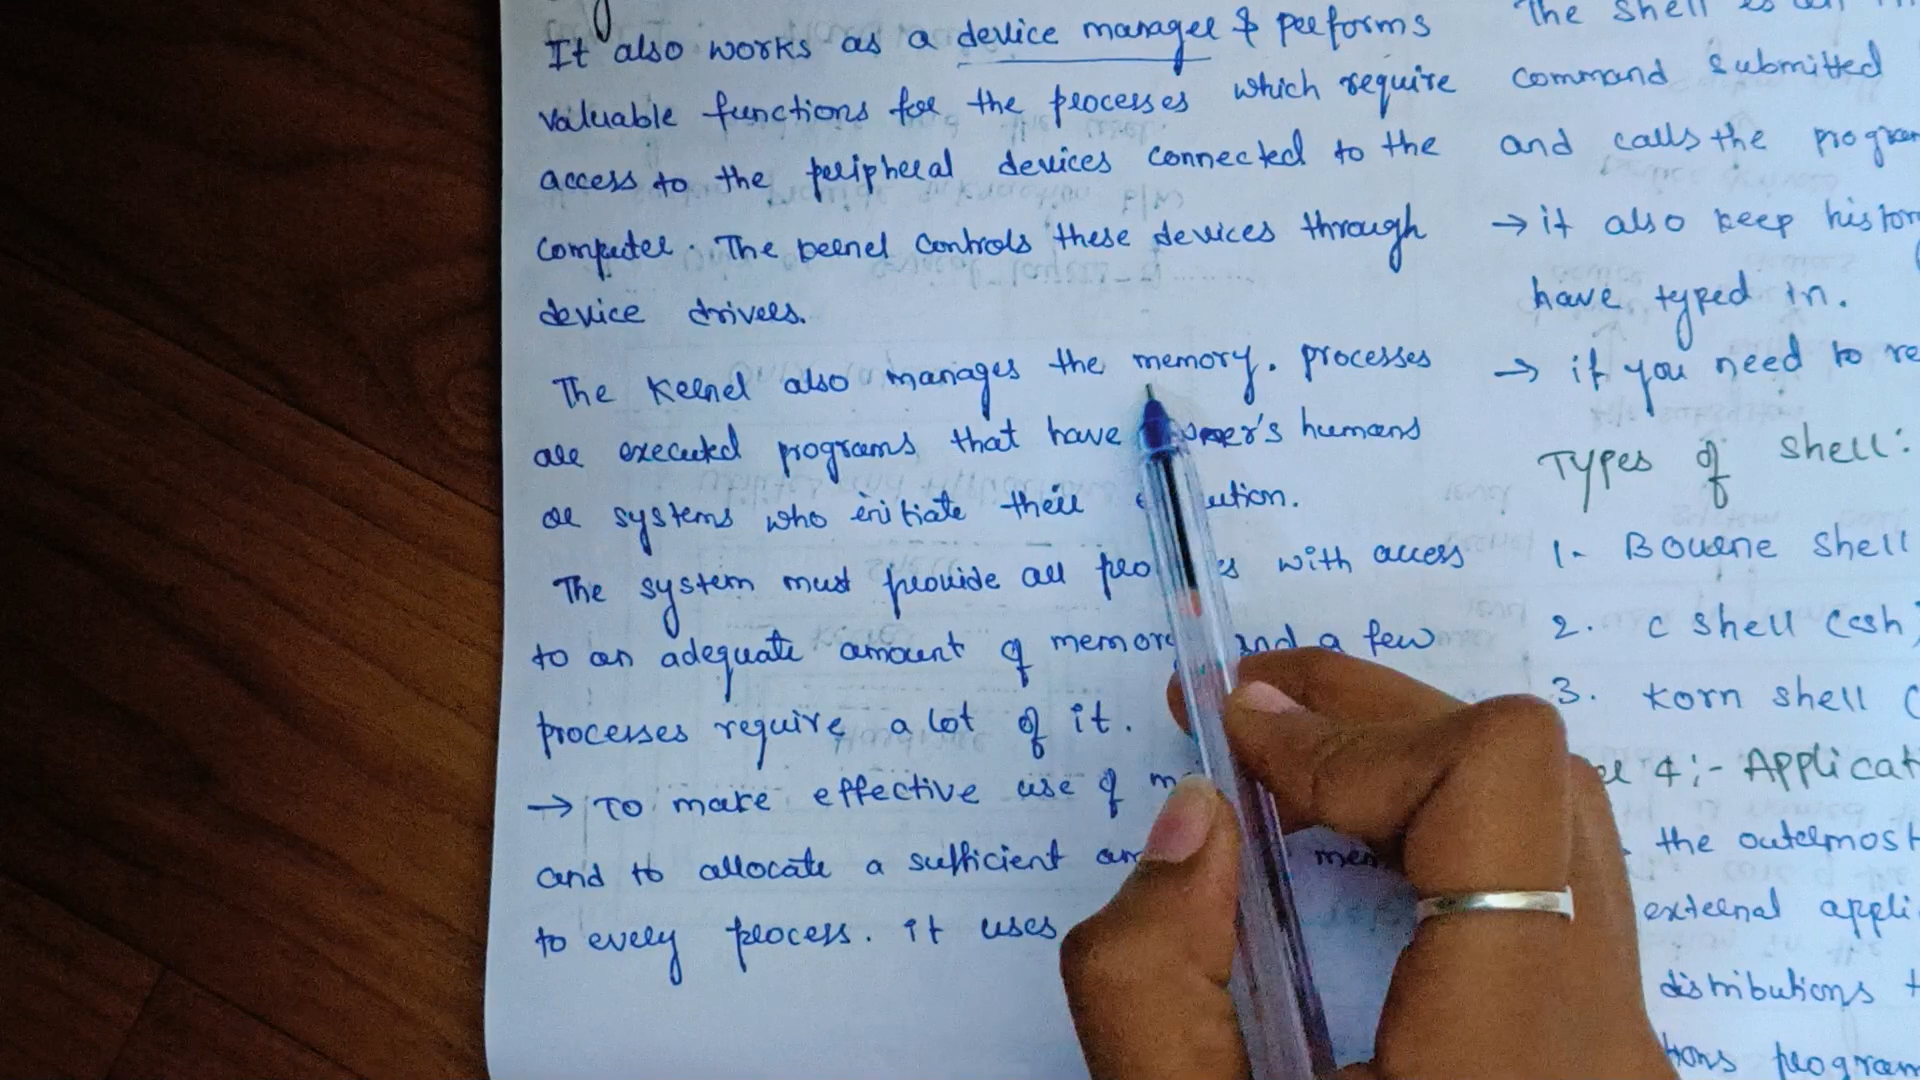 It also works as a device manager & performs
valuable functions for the processes which require
access to the peripheral devices connected to the
computer. The keenel controls these devices through
device drivers.
The Kernel also manages the memory. processes
are executed programs that have humans
or systems who initiate their
The system must provide all with access
to an adequate amount of memory and a few
processes require a lot of it.
→ To make effective use of
and to allocate a sufficient
to every process. it uses
The shell is
command submitted
and calls the
→ it also keep
have typed in.
→ if you need to
Types of shell:
1- Bourne shell
2. C shell (csh)
3. Korn shell (
4:-
the outermost
external
distributions